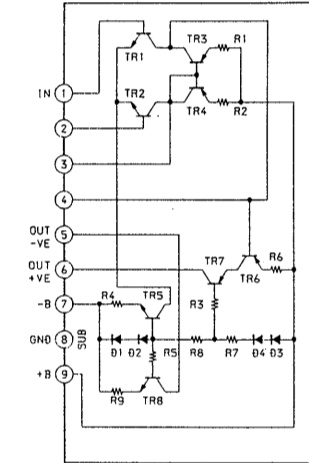 TR1
TR3
R1
IN 1
TR2
TR4
R2
2
3
4
OUT
-VE
5
OUT
+VE
6
TR7
TR6
R6
-B 7
R4
TR5
R3
GND 8
SUB
D1
D2
R5
R8
R7
D4
D3
+B 9
R9
TR8